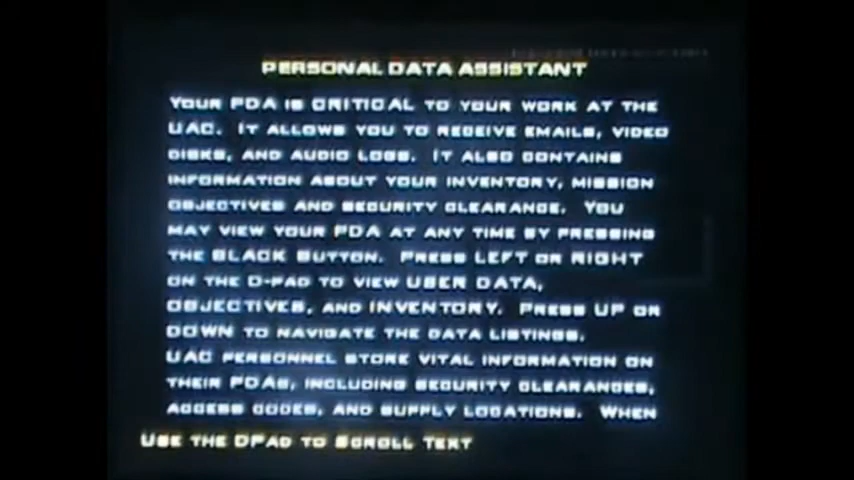 PERSONAL DATA ASSISTANT
YOUR PDA IS CRITICAL TO YOUR WORK AT THE
UAC. IT ALLOWS YOU TO RECEIVE EMAILS, VIDEO
DISKS, AND AUDIO LOGS. IT ALSO CONTAINS
INFORMATION ABOUT YOUR INVENTORY, MISSION
OBJECTIVES AND SECURITY CLEARANCE. YOU
MAY VIEW YOUR PDA AT ANY TIME BY PRESSING
THE BLACK BUTTON. PRESS LEFT OR RIGHT
ON THE D-PAD TO VIEW USER DATA,
OBJECTIVES, AND INVENTORY. PRESS UP OR
DOWN TO NAVIGATE THE DATA LISTINGS.
UAC PERSONNEL STORE VITAL INFORMATION ON
THEIR PDAS, INCLUDING SECURITY CLEARANCES,
ACCESS CODES, AND SUPPLY LOCATIONS. WHEN
USE THE DPAD TO SCROLL TEXT